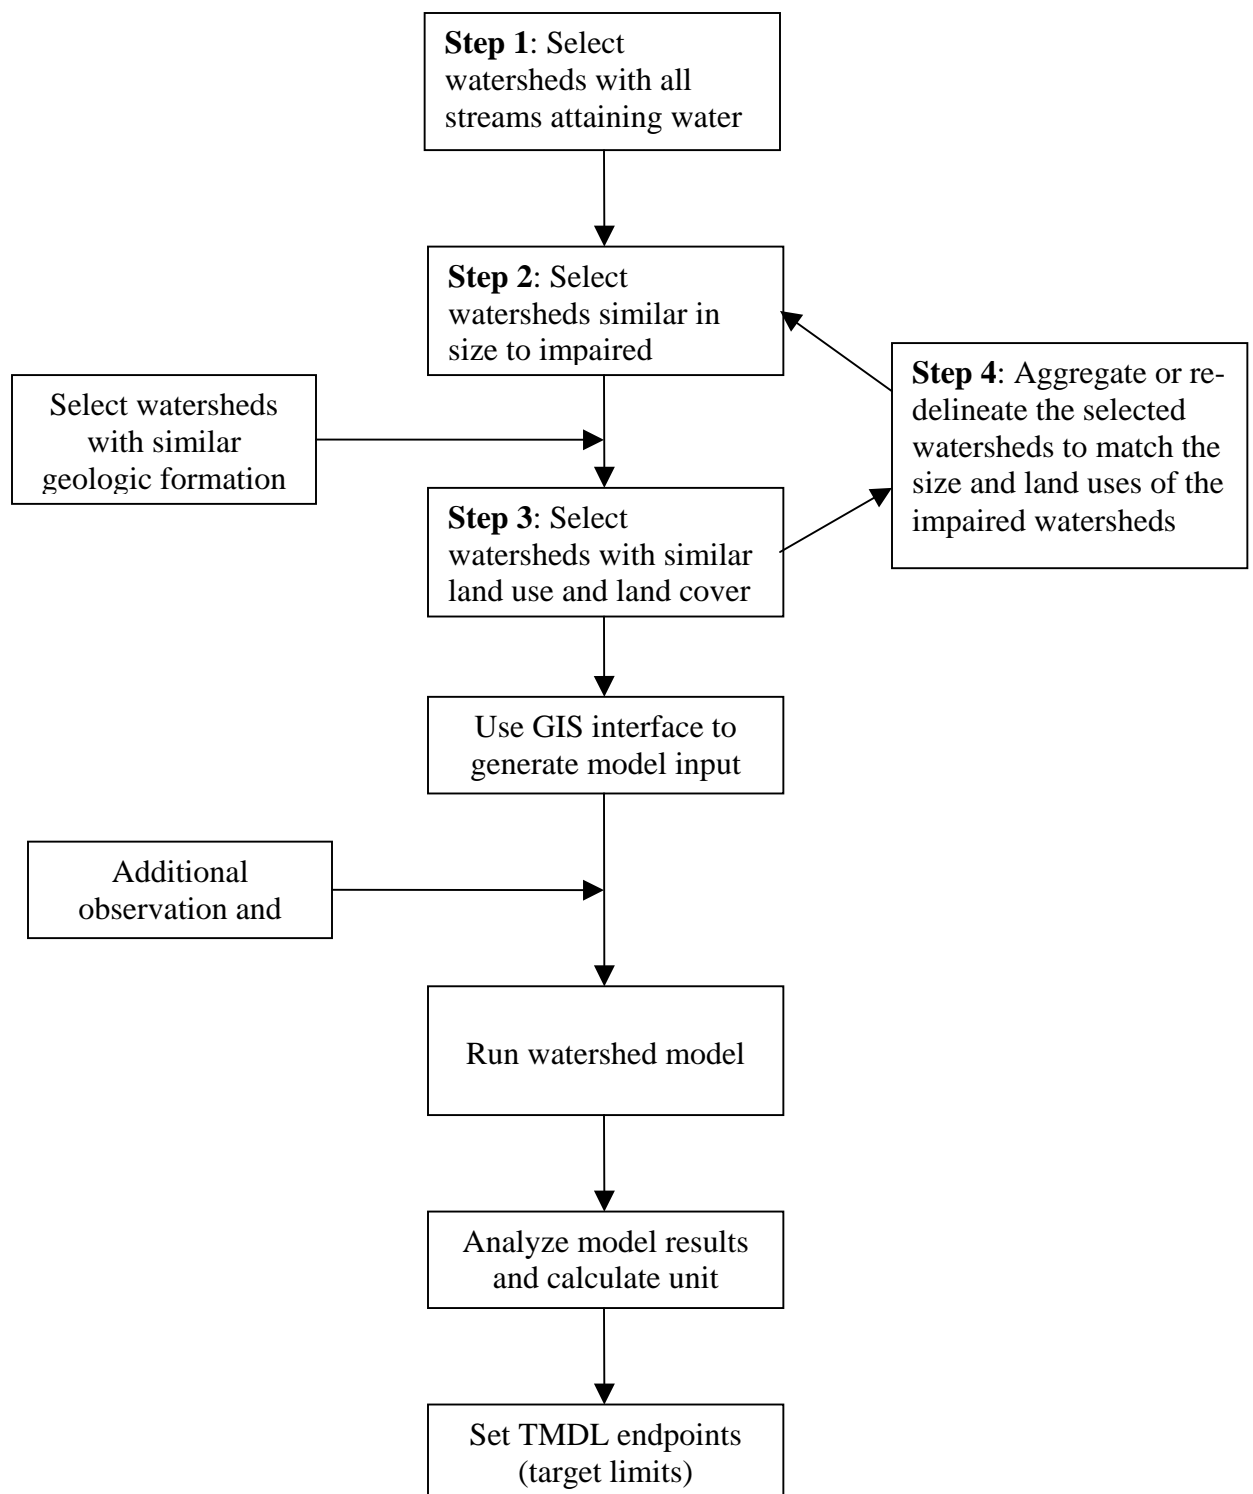 Step 1: Select
watersheds with all
streams attaining water
Step 2: Select
watersheds similar in
size to impaired
Select watersheds
with similar
geologic formation
Step 4: Aggregate or re-
delineate the selected
watersheds to match the
size and land uses of the
impaired watersheds
Step 3: Select
watersheds with similar
land use and land cover
Use GIS interface to
generate model input
Additional
observation and
Run watershed model
Analyze model results
and calculate unit
Set TMDL endpoints
(target limits)